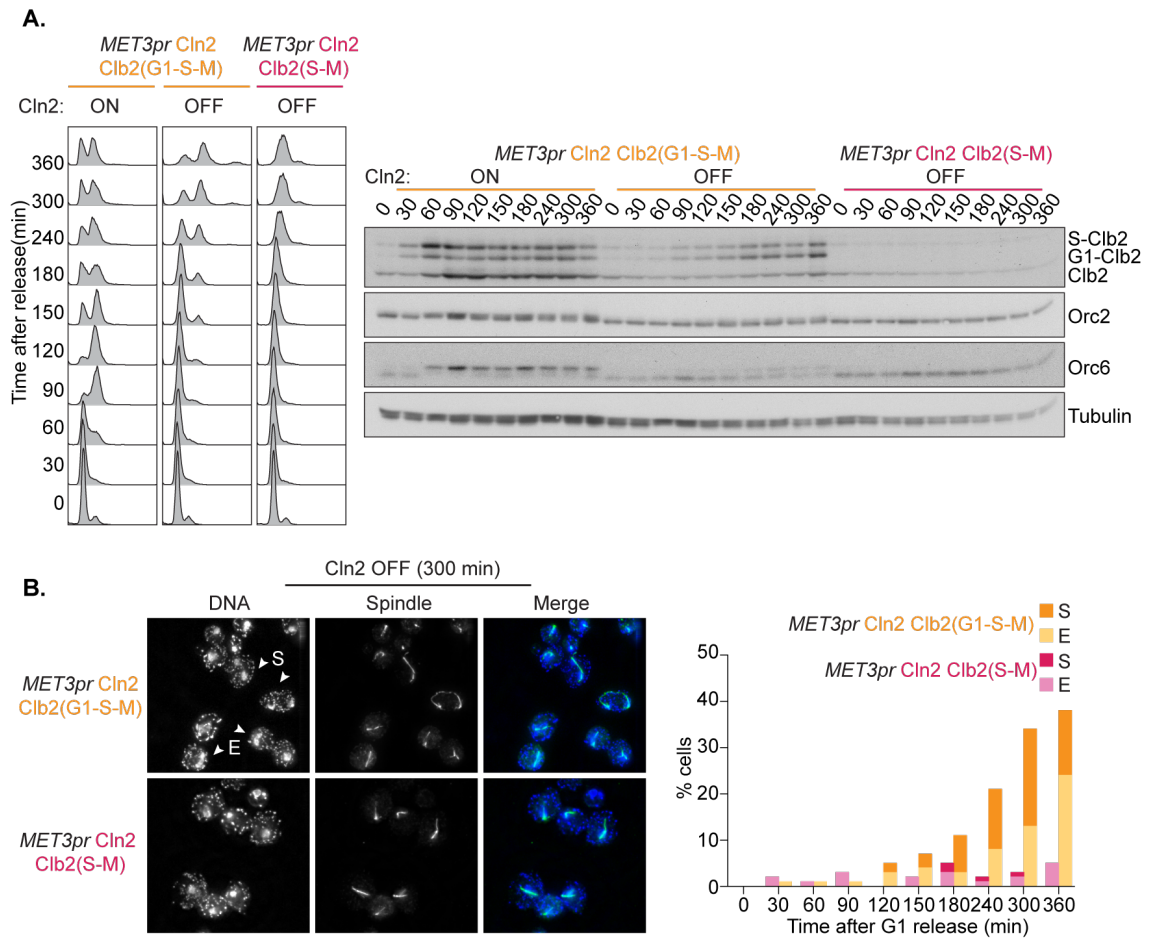 A.
MET3pr Cln2 MET3pr Cln2
Clb2(G1-S-M) Clb2(S-M)
Cln2: ON OFF OFF
Time after release(min)
360
300
240
180
150
120
90
60
30
0
MET3pr Cln2 Clb2(G1-S-M) MET3pr Cln2 Clb2(S-M)
Cln2: ON OFF OFF
0 30 60 90 120 150 180 240 300 360 0 30 60 90 120 150 180 240 300 360 0 30 60 90 120 150 180 240 300 360
S-Clb2
G1-Clb2
Clb2
Orc2
Orc6
Tubulin
B.
Cln2 OFF (300 min)
DNA Spindle Merge
MET3pr Cln2
Clb2(G1-S-M)
S
E
MET3pr Cln2
Clb2(S-M)
MET3pr Cln2 Clb2(G1-S-M)
S
E
MET3pr Cln2 Clb2(S-M)
S
E
% cells
50
40
30
20
10
0
0 30 60 90 120 150 180 240 300 360
Time after G1 release (min)